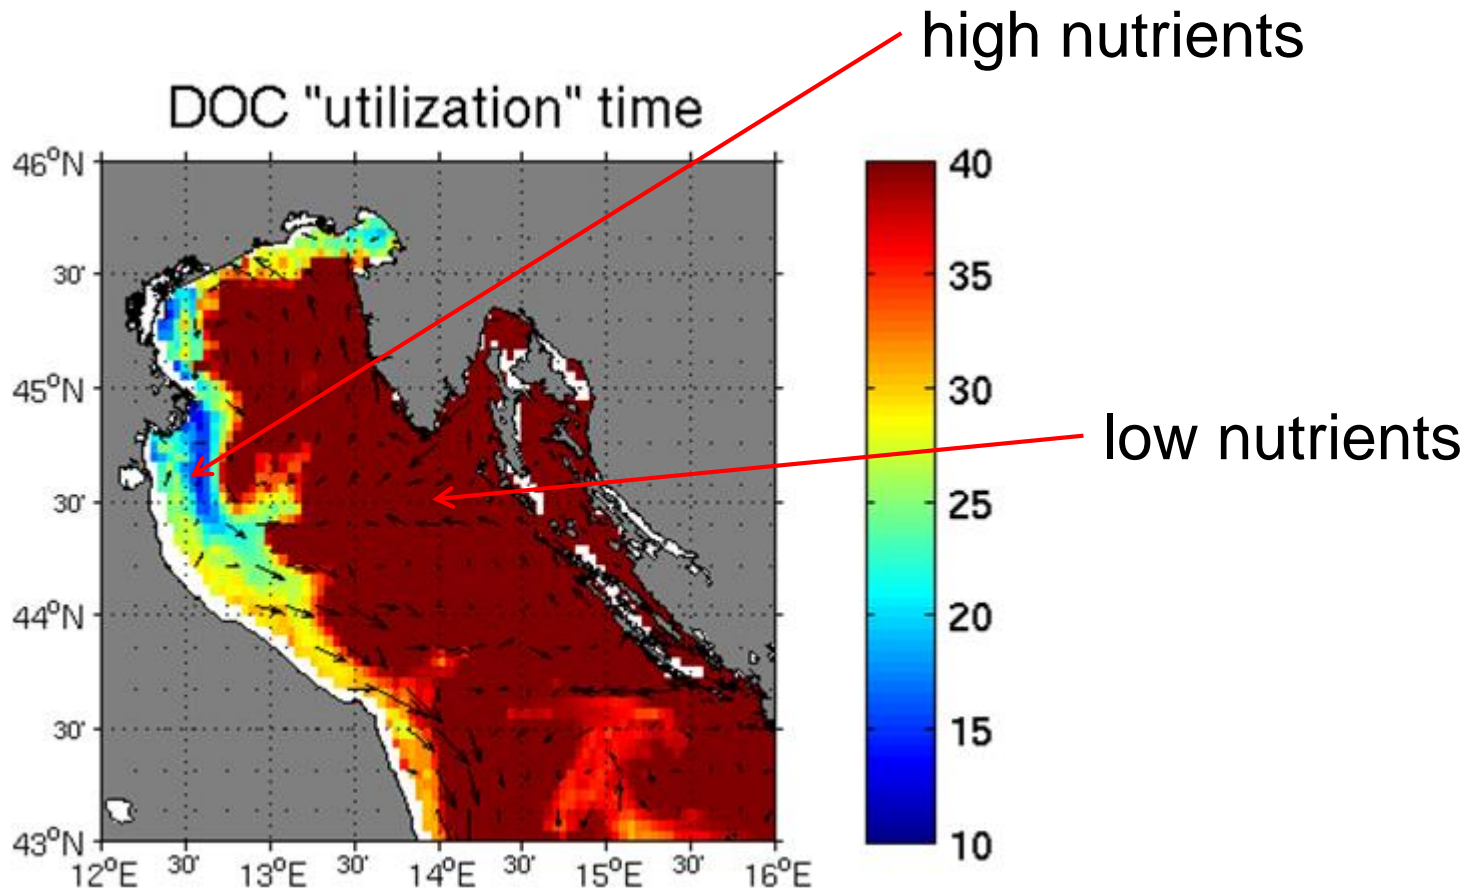 high nutrients
DOC "utilization" time
46°N
30'
45°N
30'
44°N
30'
43°N
12°E 30' 13°E 30' 14°E 30' 15°E 30' 16°E
40
35
30
25
20
15
10
low nutrients